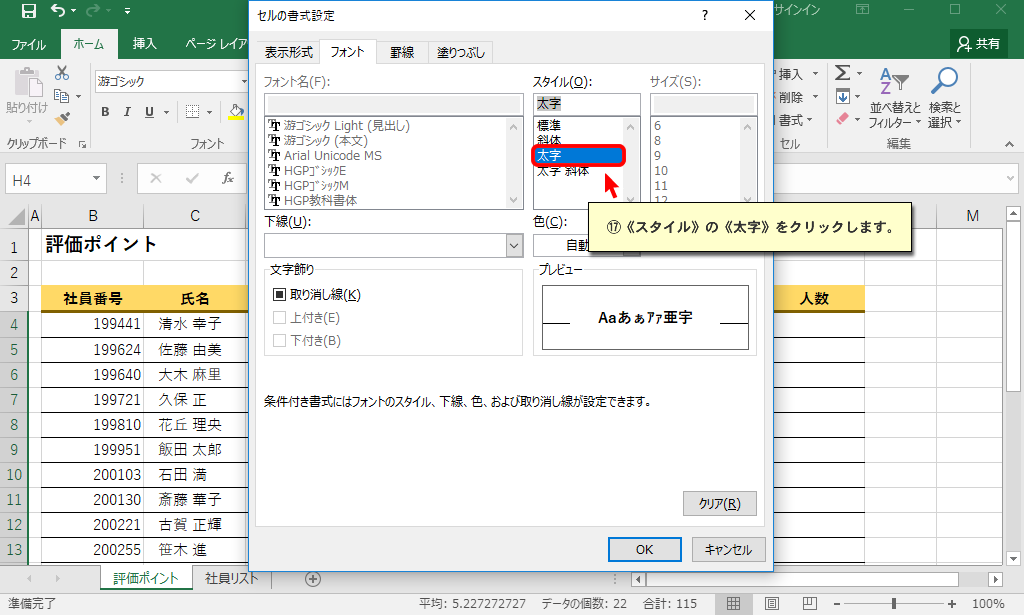 サインイン
ファイル ホーム 挿入 ページ レイア 共有
貼り付け
游ゴシック
B I U
クリップボード フォント
挿入
削除
書式
セル
並べ替えと
フィルター
検索と
選択
編集
H4
fx
A B C M
1 評価ポイント
2
3 社員番号 氏名 人数
4 199441 清水 幸子
5 199624 佐藤 由美
6 199640 大木 麻里
7 199721 久保 正
8 199810 花丘 理央
9 199951 飯田 太郎
10 200103 石田 満
11 200130 斎藤 華子
12 200221 古賀 正輝
13 200255 笹木 進
評価ポイント 社員リスト
準備完了 平均: 5.227272727 データの個数: 22 合計: 115 100%
セルの書式設定
?
表示形式 フォント 罫線 塗りつぶし
フォント名(F):
游ゴシック Light (見出し)
游ゴシック (本文)
Arial Unicode MS
HGPｺﾞｼｯｸE
HGPｺﾞｼｯｸM
HGP教科書体
スタイル(O):
太字
標準
斜体
太字
太字 斜体
サイズ(S):
6
8
9
10
11
12
下線(U):
色(C):
自動
⑰《スタイル》の《太字》をクリックします。
文字飾り
取り消し線(K)
上付き(E)
下付き(B)
プレビュー
Aaあぁｱｧ亜宇
条件付き書式にはフォントのスタイル、下線、色、および取り消し線が設定できます。
クリア(R)
OK キャンセル